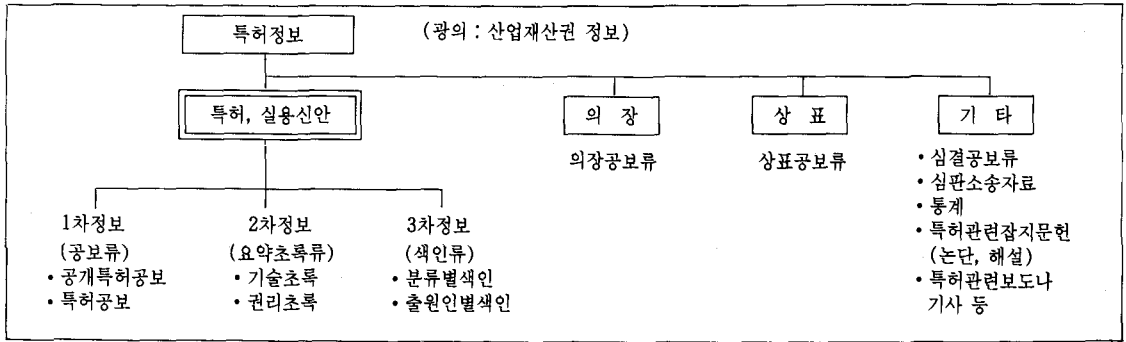 특허정보
(광의 : 산업재산권 정보)
특허, 실용신안
의 장
상 표
기 타
의장공보류
상표공보류
• 심결공보류
• 심판소송자료
• 통계
• 특허관련잡지문헌
(논단, 해설)
• 특허관련보도나
기사 등
1차정보
(공보류)
• 공개특허공보
• 특허공보
2차정보
(요약초록류)
• 기술초록
• 권리초록
3차정보
(색인류)
• 분류별색인
• 출원인별색인